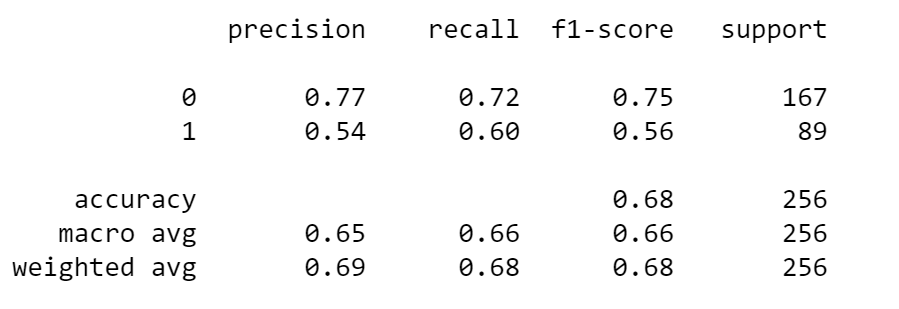 precision recall f1-score support
0 0.77 0.72 0.75 167
1 0.54 0.60 0.56 89
accuracy 0.68 256
macro avg 0.65 0.66 0.66 256
weighted avg 0.69 0.68 0.68 256